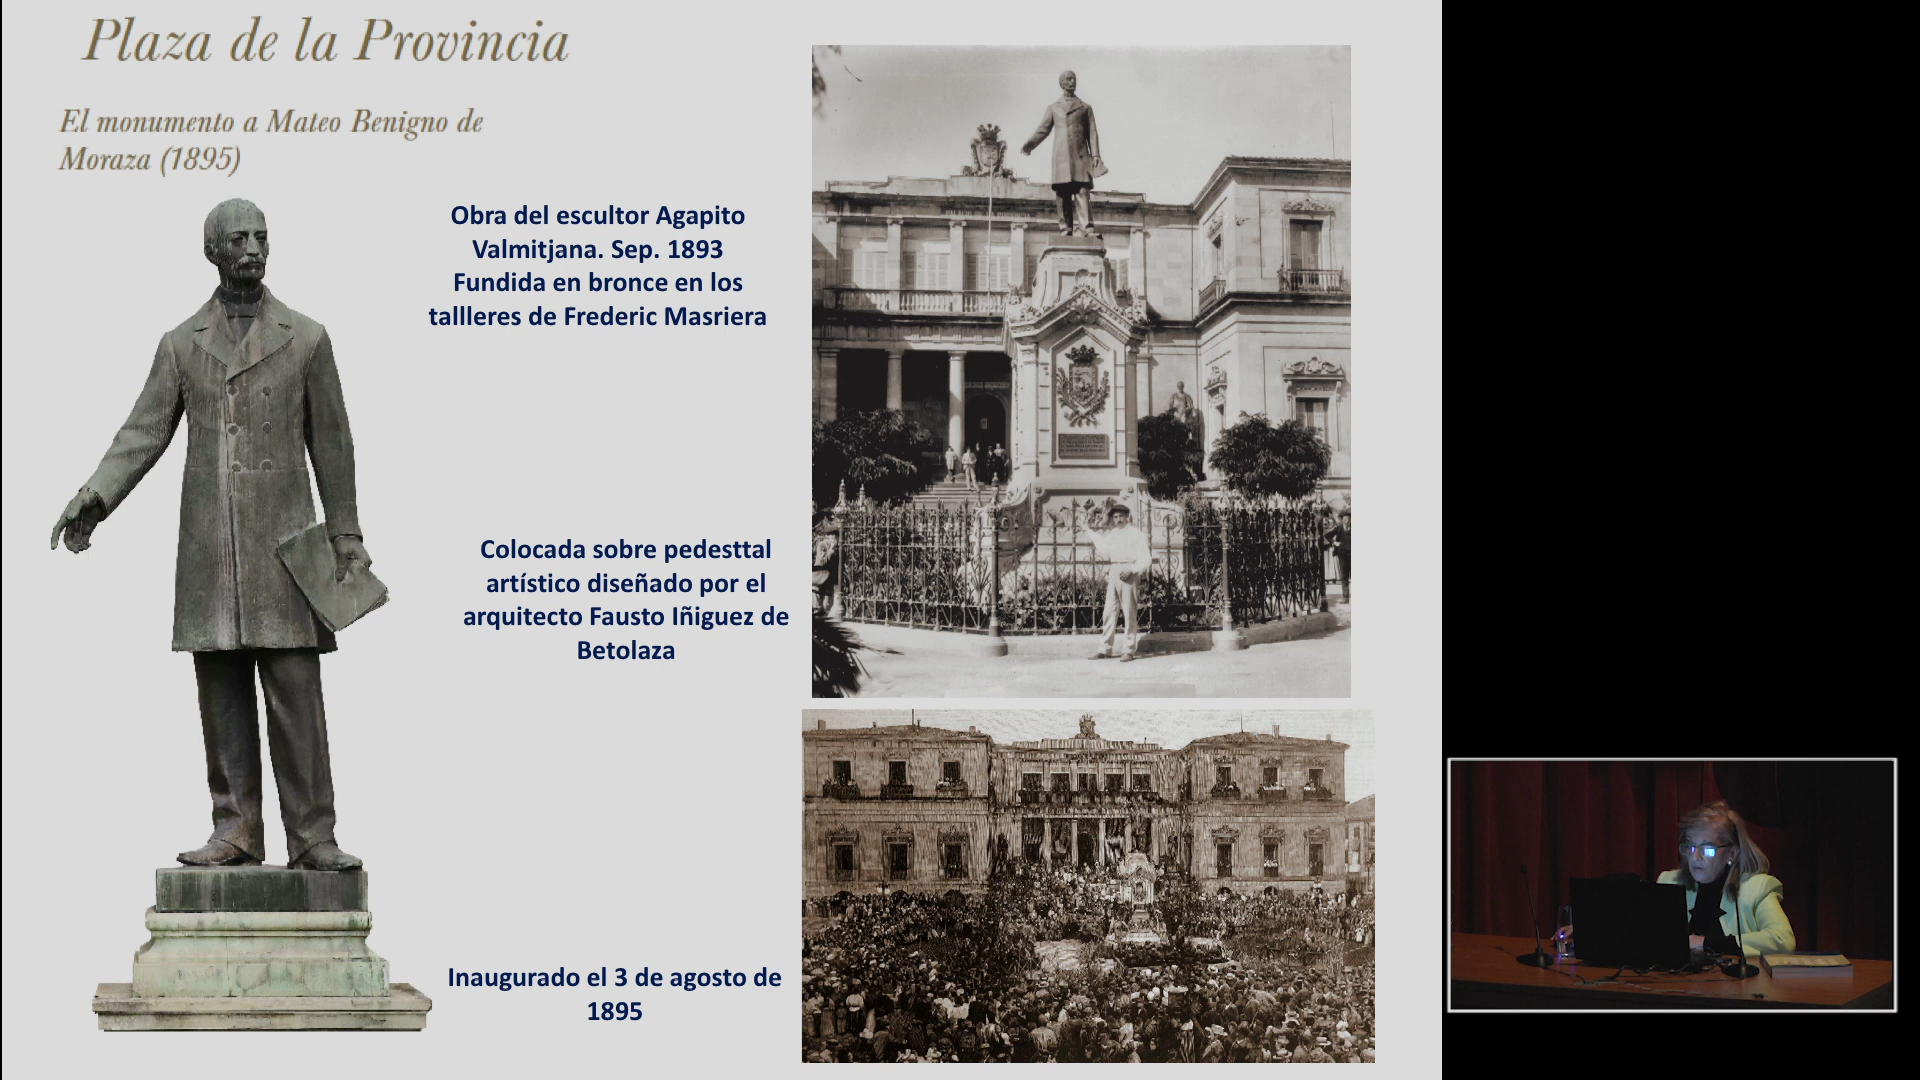 Plaza de la Provincia
El monumento a Mateo Benigno de
Moraza (1895)
Obra del escultor Agapito
Valmitjana. Sep. 1893
Fundida en bronce en los
tallleres de Frederic Masriera
Colocada sobre pedesttal
artístico diseñado por el
arquitecto Fausto Iñiguez de
Betolaza
Inaugurado el 3 de agosto de
1895